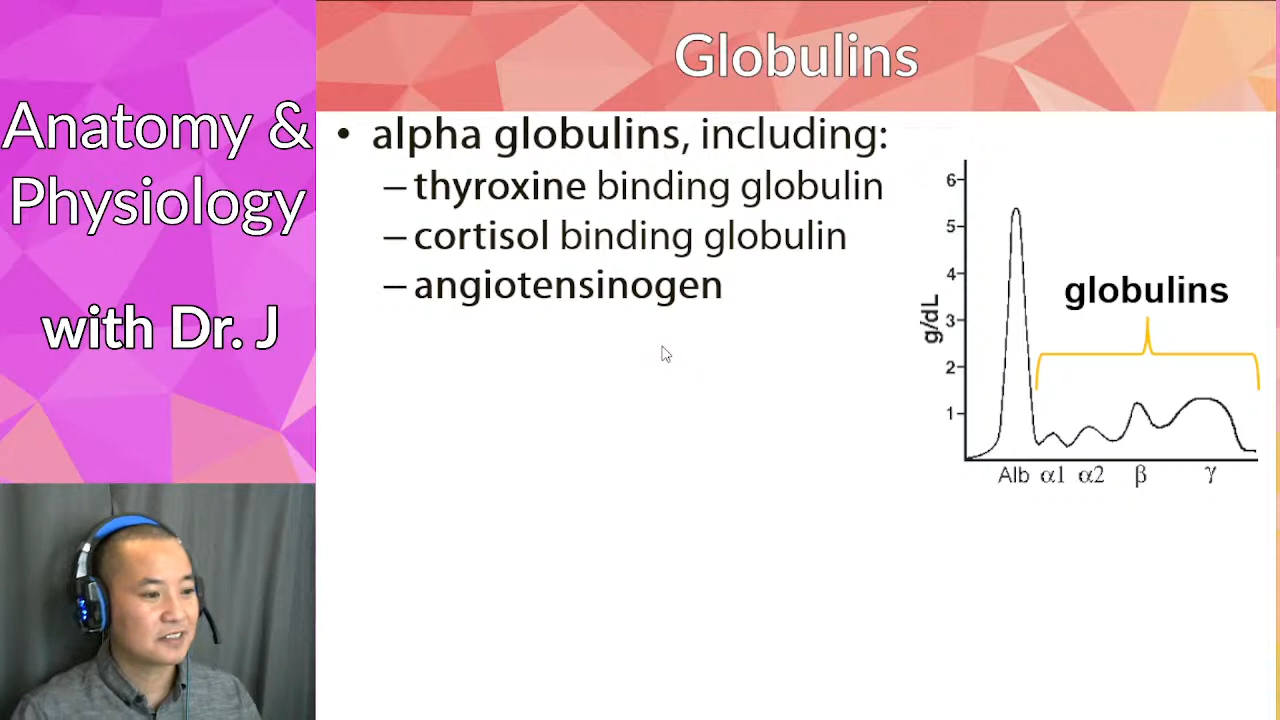 Anatomy &
Physiology
with Dr. J
Globulins
• alpha globulins, including:
– thyroxine binding globulin
– cortisol binding globulin
– angiotensinogen
globulins
g/dL
6
5
4
3
2
1
Alb α1 α2 β γ